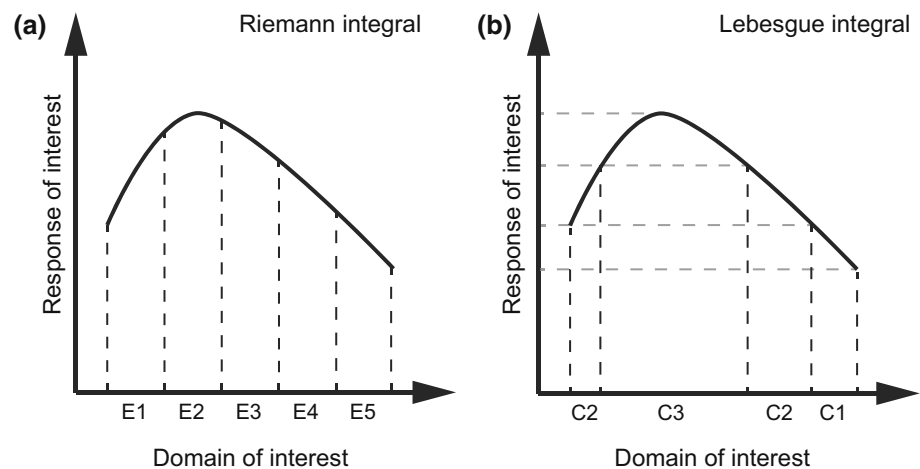 (a) Riemann integral
Response of interest
E1 E2 E3 E4 E5
Domain of interest
(b) Lebesgue integral
Response of interest
C2 C3 C2 C1
Domain of interest